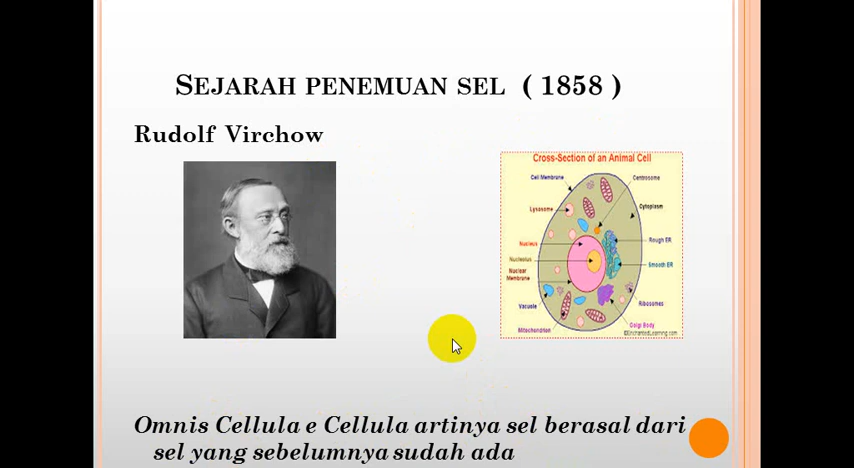 SEJARAH PENEMUAN SEL ( 1858 )
Rudolf Virchow
Cross-Section of an Animal Cell
Cell Membrane
Centrosome
Lysosome
Cytoplasm
Nucleus
Rough ER
Nucleolus
Smooth ER
Nuclear
Membrane
Vacuole
Ribosomes
Golgi Body
Mitochondrion
©EnchantedLearning.com
Omnis Cellula e Cellula artinya sel berasal dari
sel yang sebelumnya sudah ada